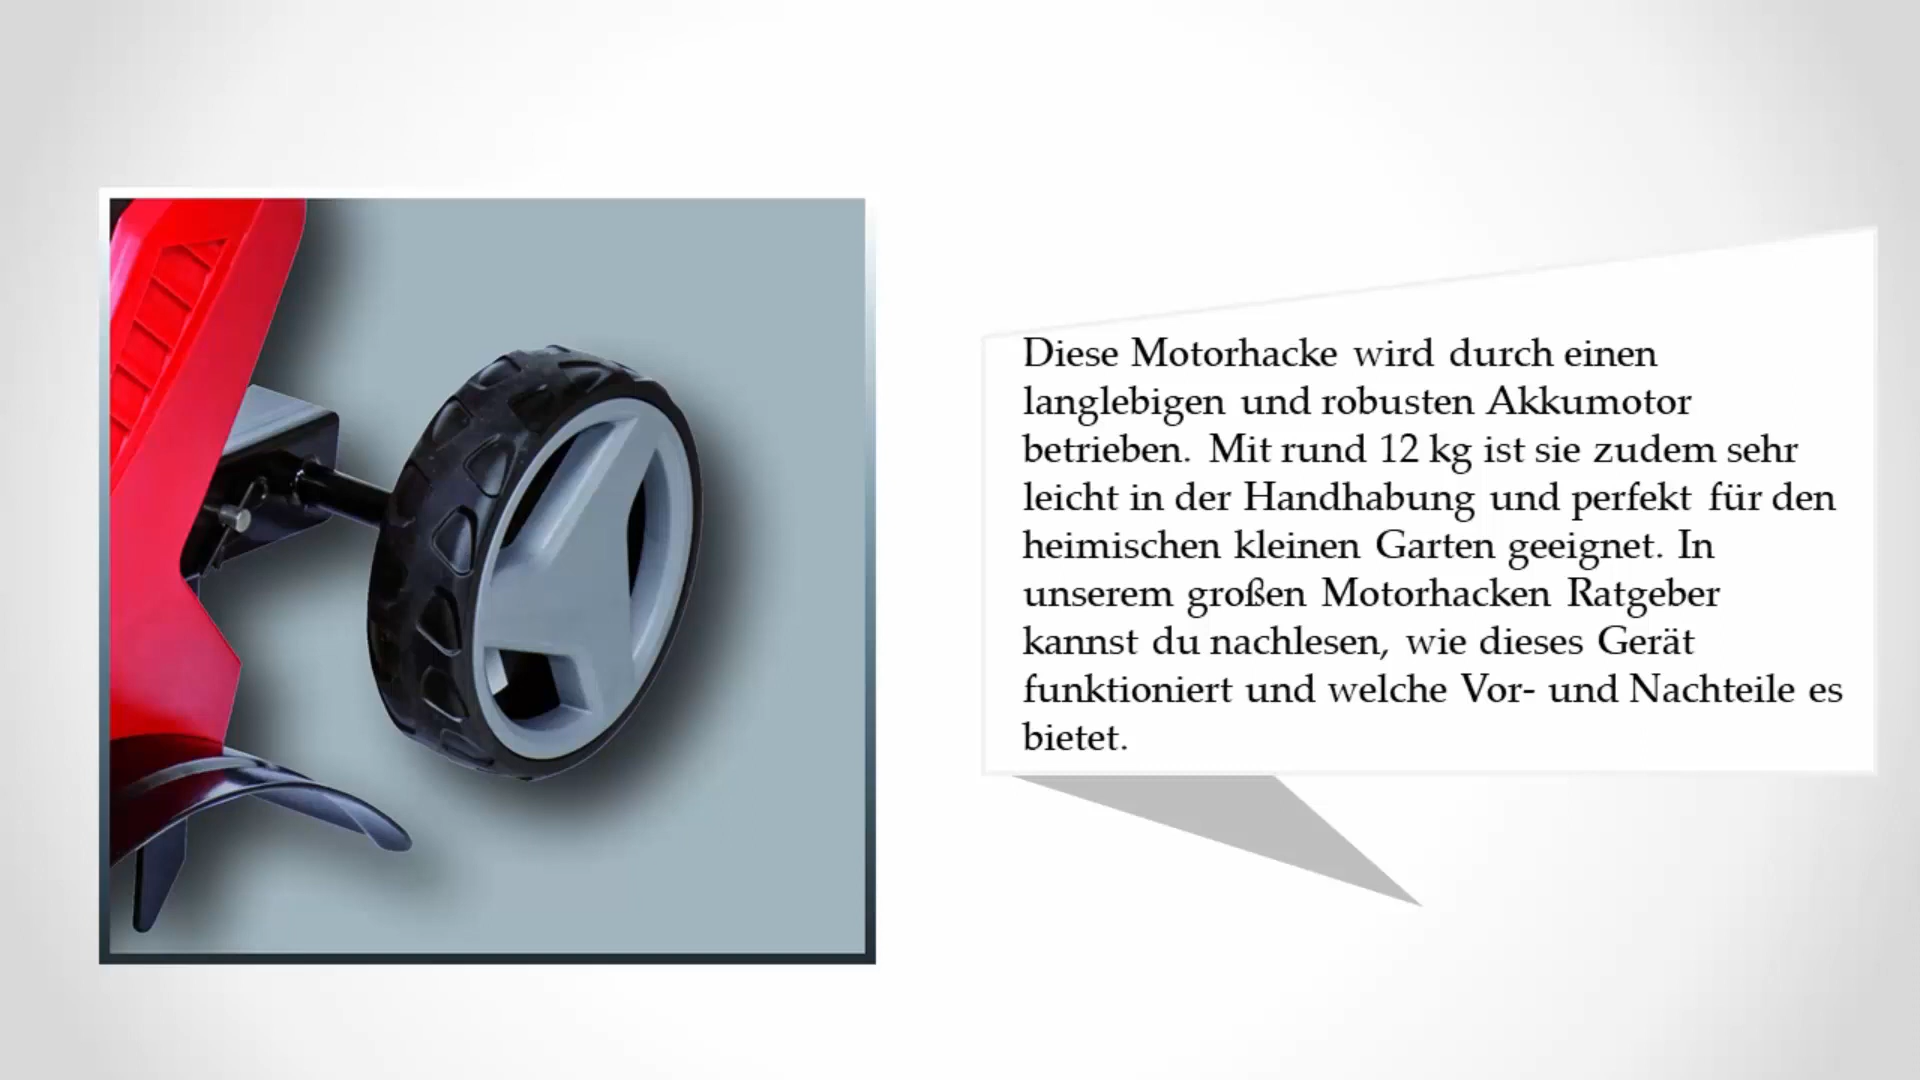 Diese Motorhacke wird durch einen
langlebigen und robusten Akkumotor
betrieben. Mit rund 12 kg ist sie zudem sehr
leicht in der Handhabung und perfekt für den
heimischen kleinen Garten geeignet. In
unserem großen Motorhacken Ratgeber
kannst du nachlesen, wie dieses Gerät
funktioniert und welche Vor- und Nachteile es
bietet.